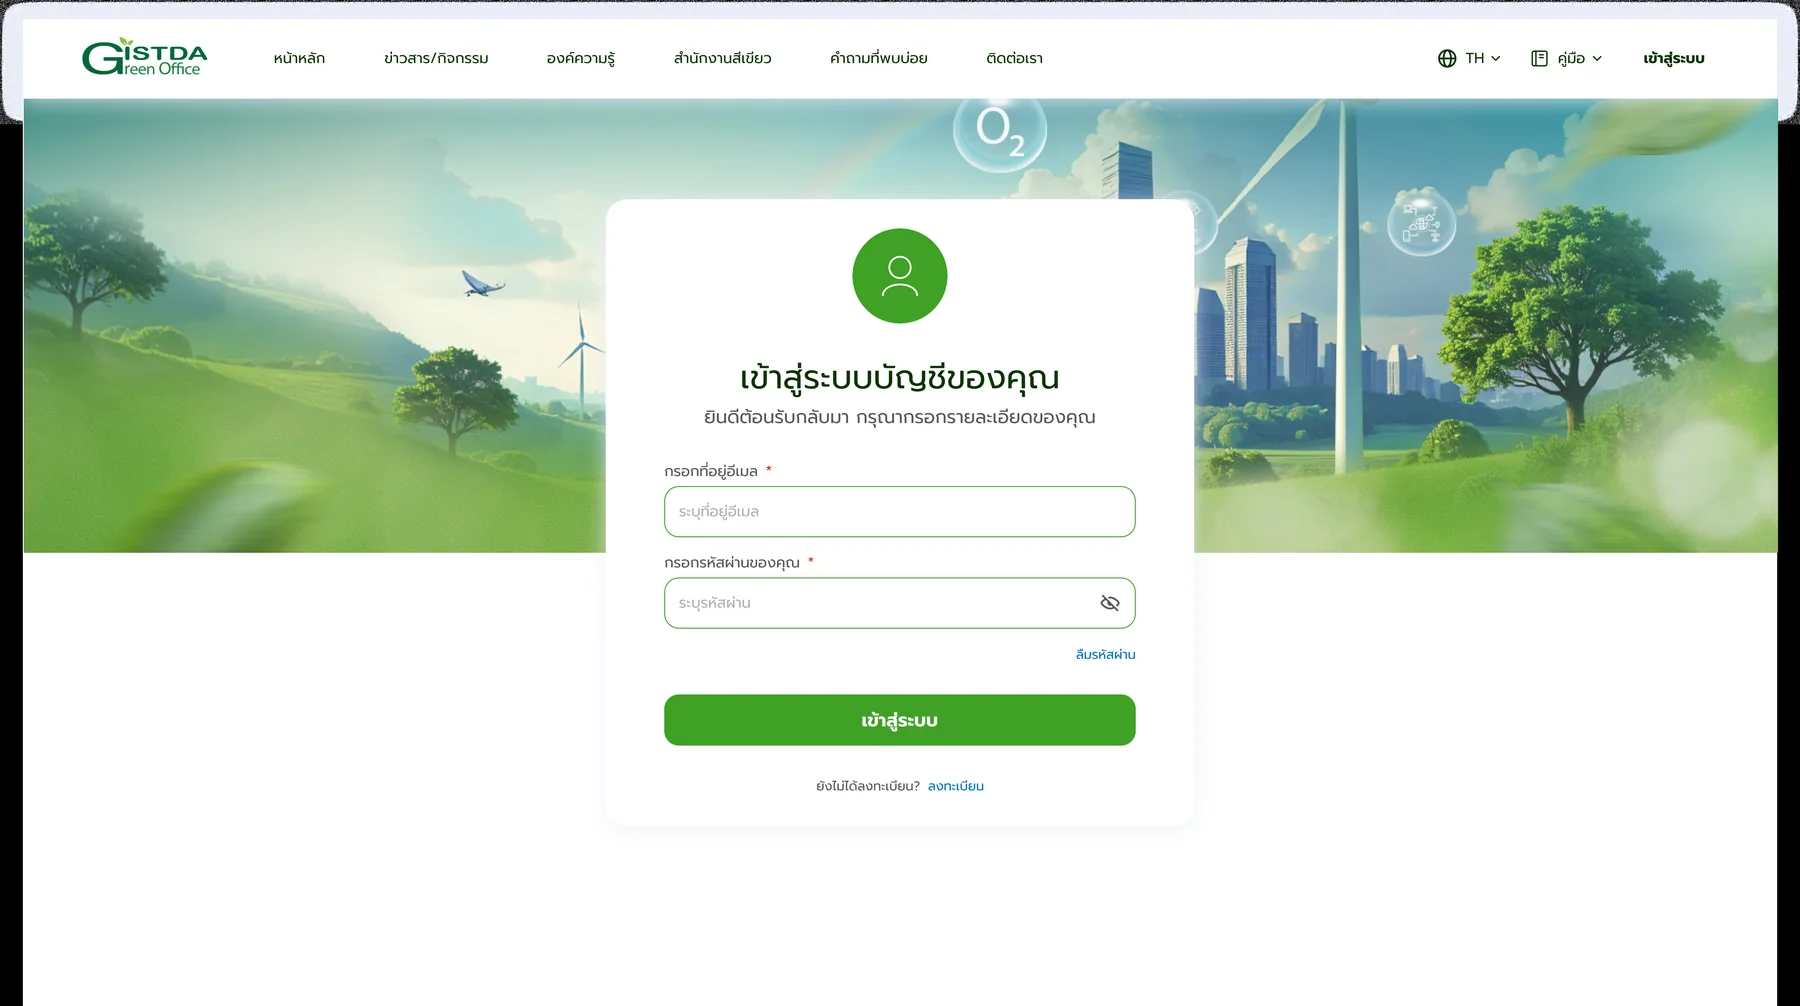 GISTDA
Green Office
หน้าหลัก
ข่าวสาร/กิจกรรม
องค์ความรู้
สำนักงานสีเขียว
คำถามที่พบบ่อย
ติดต่อเรา
TH
คู่มือ
เข้าสู่ระบบ
O2
เข้าสู่ระบบบัญชีของคุณ
ยินดีต้อนรับกลับมา กรุณากรอกรายละเอียดของคุณ
กรอกที่อยู่อีเมล *
ระบุที่อยู่อีเมล
กรอกรหัสผ่านของคุณ *
ระบุรหัสผ่าน
ลืมรหัสผ่าน
เข้าสู่ระบบ
ยังไม่ได้ลงทะเบียน? ลงทะเบียน